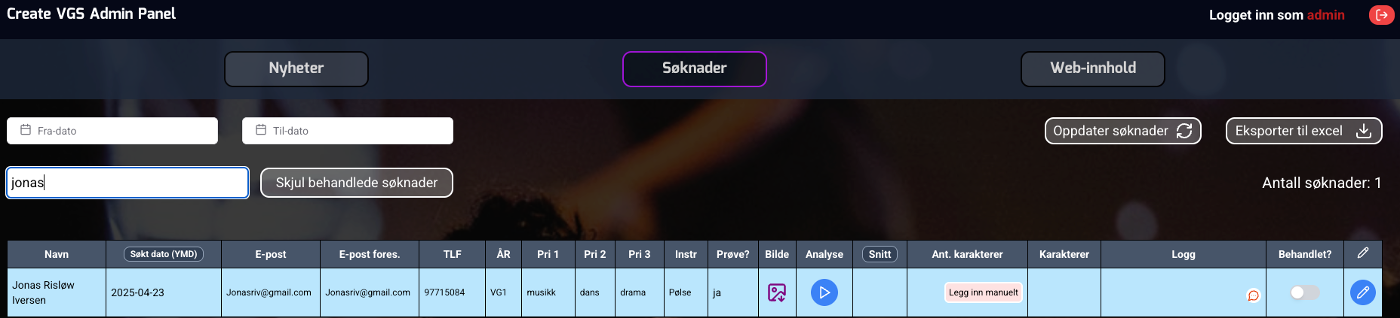 Create VGS Admin Panel
Logget inn som admin
Nyheter
Søknader
Web-innhold
Fra-dato
Til-dato
Oppdater søknader
Eksporter til excel
jonas
Skjul behandlede søknader
Antall søknader: 1
Navn Søkt dato (YMD) E-post E-post fores. TLF ÅR Pri 1 Pri 2 Pri 3 Instr Prøve? Bilde Analyse Snitt Ant. karakterer Karakterer Logg Behandlet?
Jonas Risløw
Iversen
2025-04-23 Jonasriv@gmail.com Jonasriv@gmail.com 97715084 VG1 musikk dans drama Pølse ja Legg inn manuelt